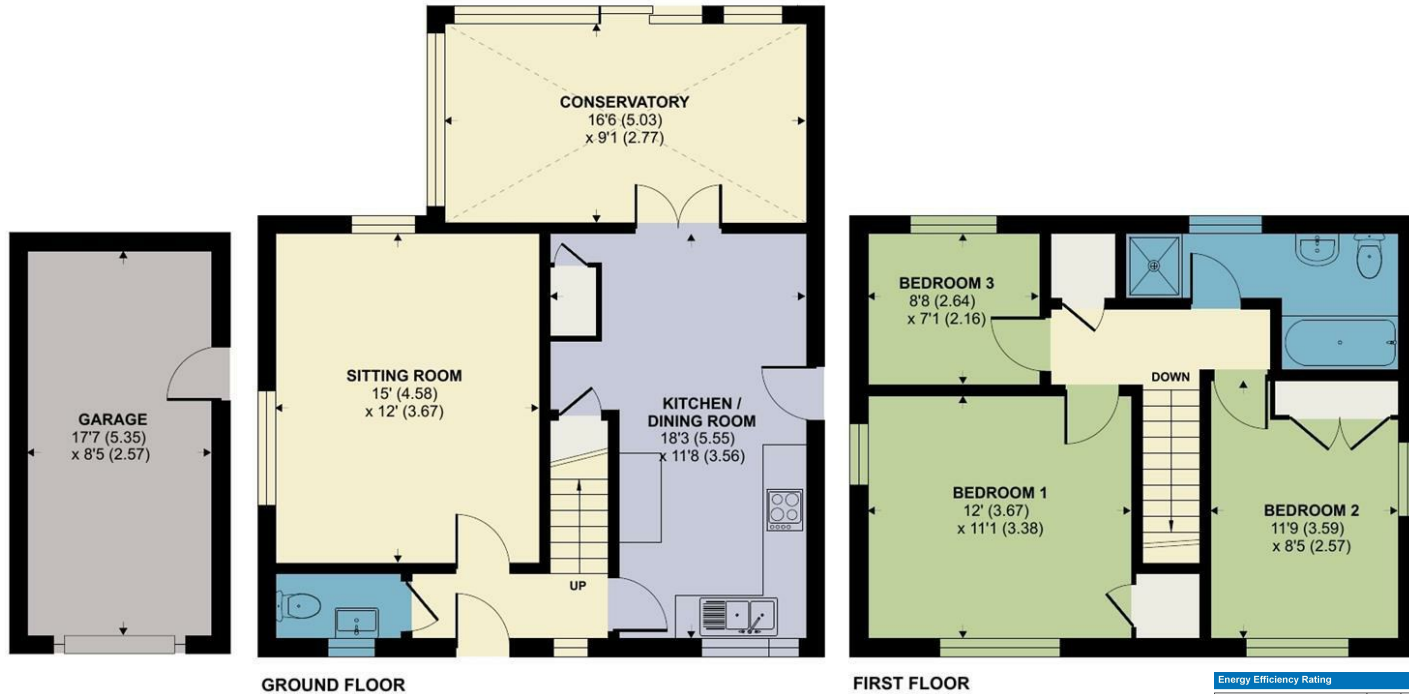 CONSERVATORY
16'6 (5.03)
x 9'1 (2.77)
SITTING ROOM
15' (4.58)
x 12' (3.67)
KITCHEN /
DINING ROOM
18'3 (5.55)
x 11'8 (3.56)
GARAGE
17'7 (5.35)
x 8'5 (2.57)
UP
GROUND FLOOR
BEDROOM 3
8'8 (2.64)
x 7'1 (2.16)
DOWN
BEDROOM 1
12' (3.67)
x 11'1 (3.38)
BEDROOM 2
11'9 (3.59)
x 8'5 (2.57)
FIRST FLOOR
Energy Efficiency Rating